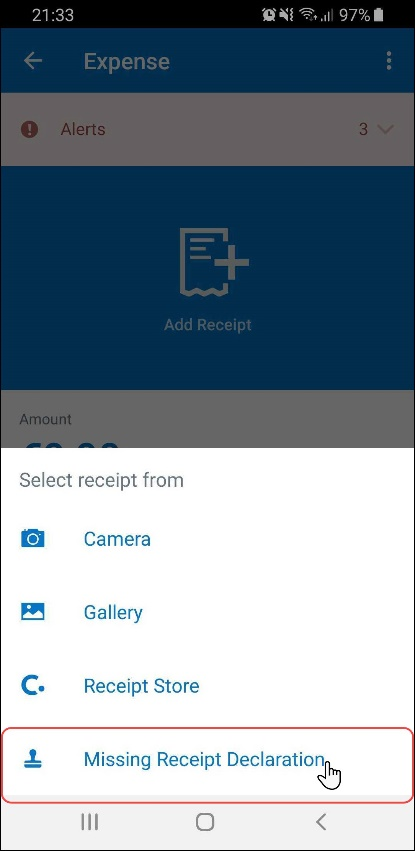 21:33 97%
Expense
Alerts 3
Add Receipt
Amount
Select receipt from
Camera
Gallery
Receipt Store
Missing Receipt Declaration